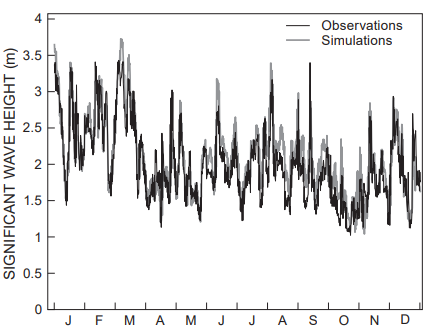 4
Observations
Simulations
3.5
3
2.5
2
1.5
1
0.5
0
SIGNIFICANT WAVE HEIGHT (m)
J F M A M J J A S O N D